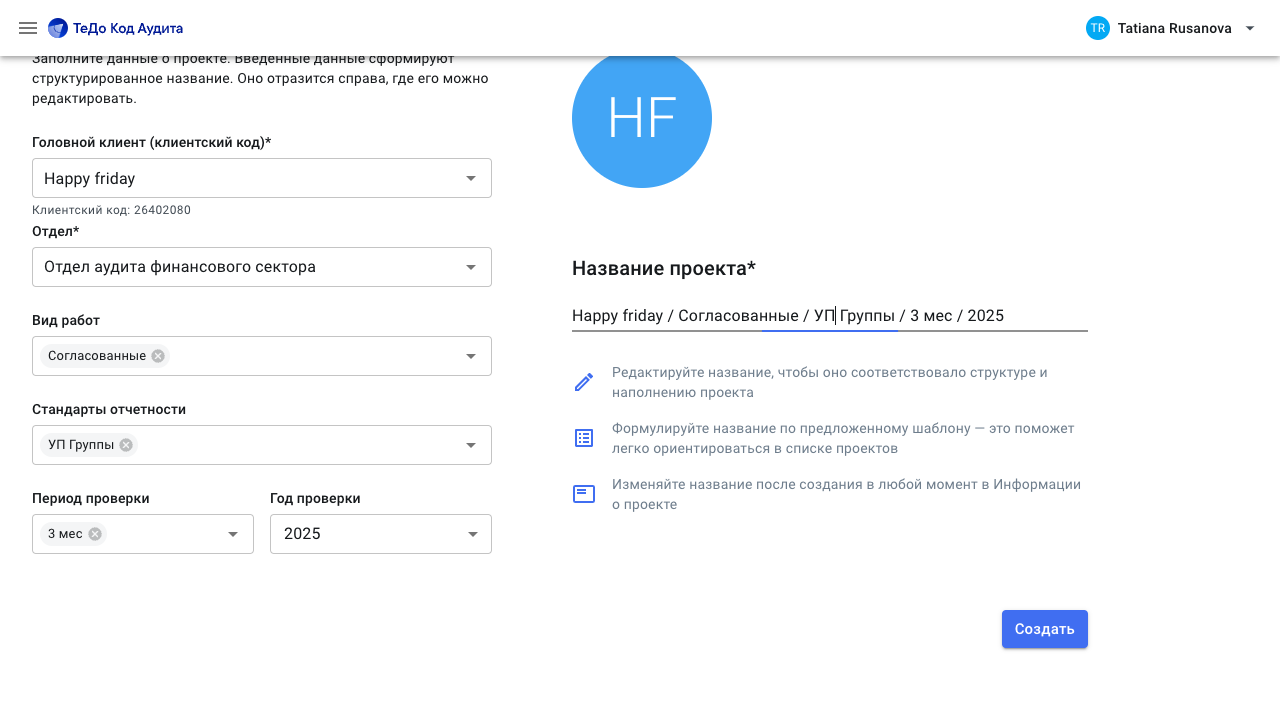 ТеДо Код Аудита
TR
Tatiana Rusanova
Заполните данные о проекте. Введенные данные сформируют
структурированное название. Оно отразится справа, где его можно
редактировать.
Головной клиент (клиентский код)*
Happy friday
Клиентский код: 26402080
Отдел*
Отдел аудита финансового сектора
Вид работ
Согласованные
Стандарты отчетности
УП Группы
Период проверки
Год проверки
3 мес
2025
HF
Название проекта*
Happy friday / Согласованные / УП Группы / 3 мес / 2025
Редактируйте название, чтобы оно соответствовало структуре и
наполнению проекта
Формулируйте название по предложенному шаблону — это поможет
легко ориентироваться в списке проектов
Изменяйте название после создания в любой момент в Информации
о проекте
Создать